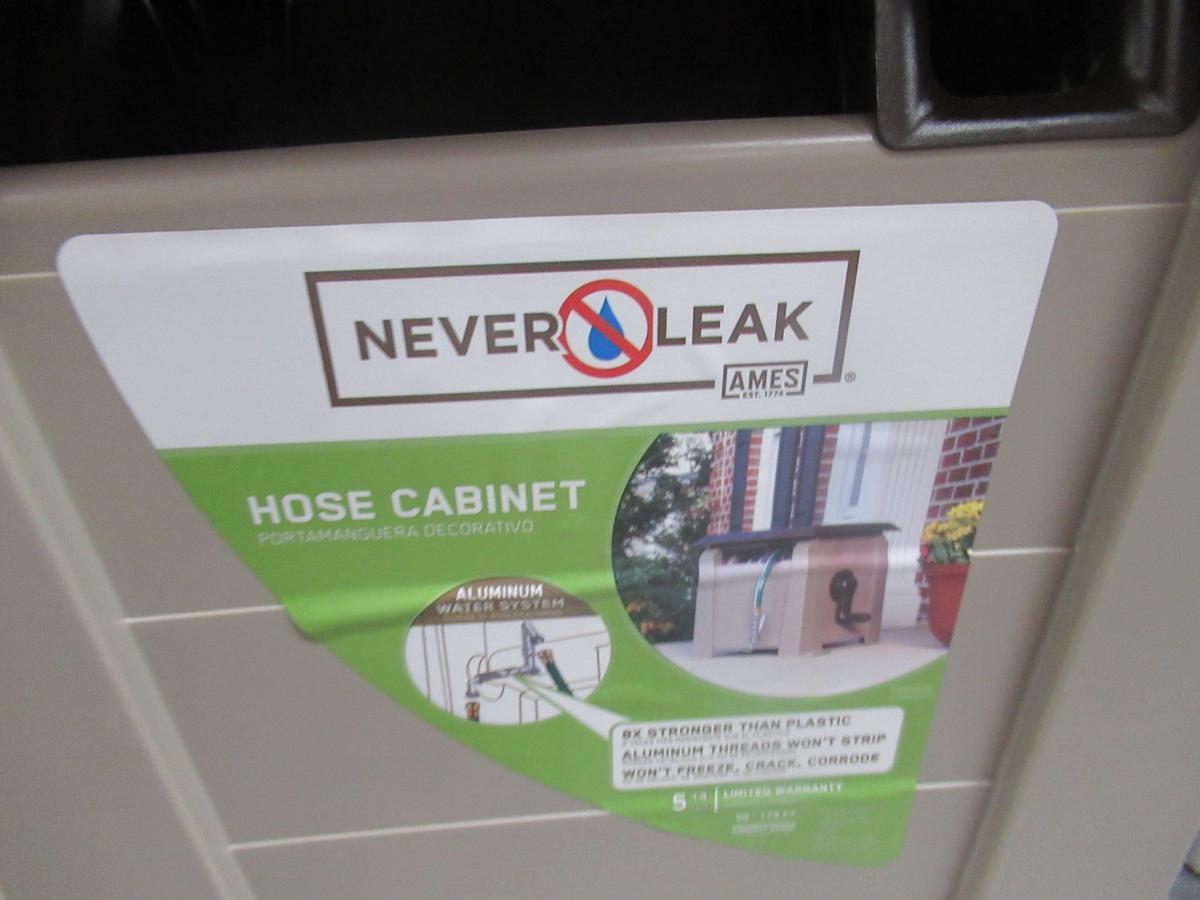 NEVER LEAK
AMES
EST. 1774
®
HOSE CABINET
PORTAMANGUERA DECORATIVO
ALUMINUM
WATER SYSTEM
8X STRONGER THAN PLASTIC
ALUMINUM THREADS WON'T STRIP
WON'T FREEZE, CRACK, CORRODE
5 YR. LIMITED WARRANTY